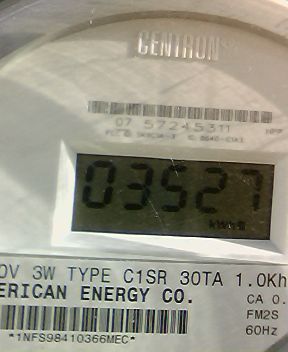 CENTRON
07 57245311
03527
kWh
0V 3W TYPE C1SR 30TA 1.0Kh
ERICAN ENERGY CO.
CA 0.
FM2S
60Hz
*1NFS98410366MEC*